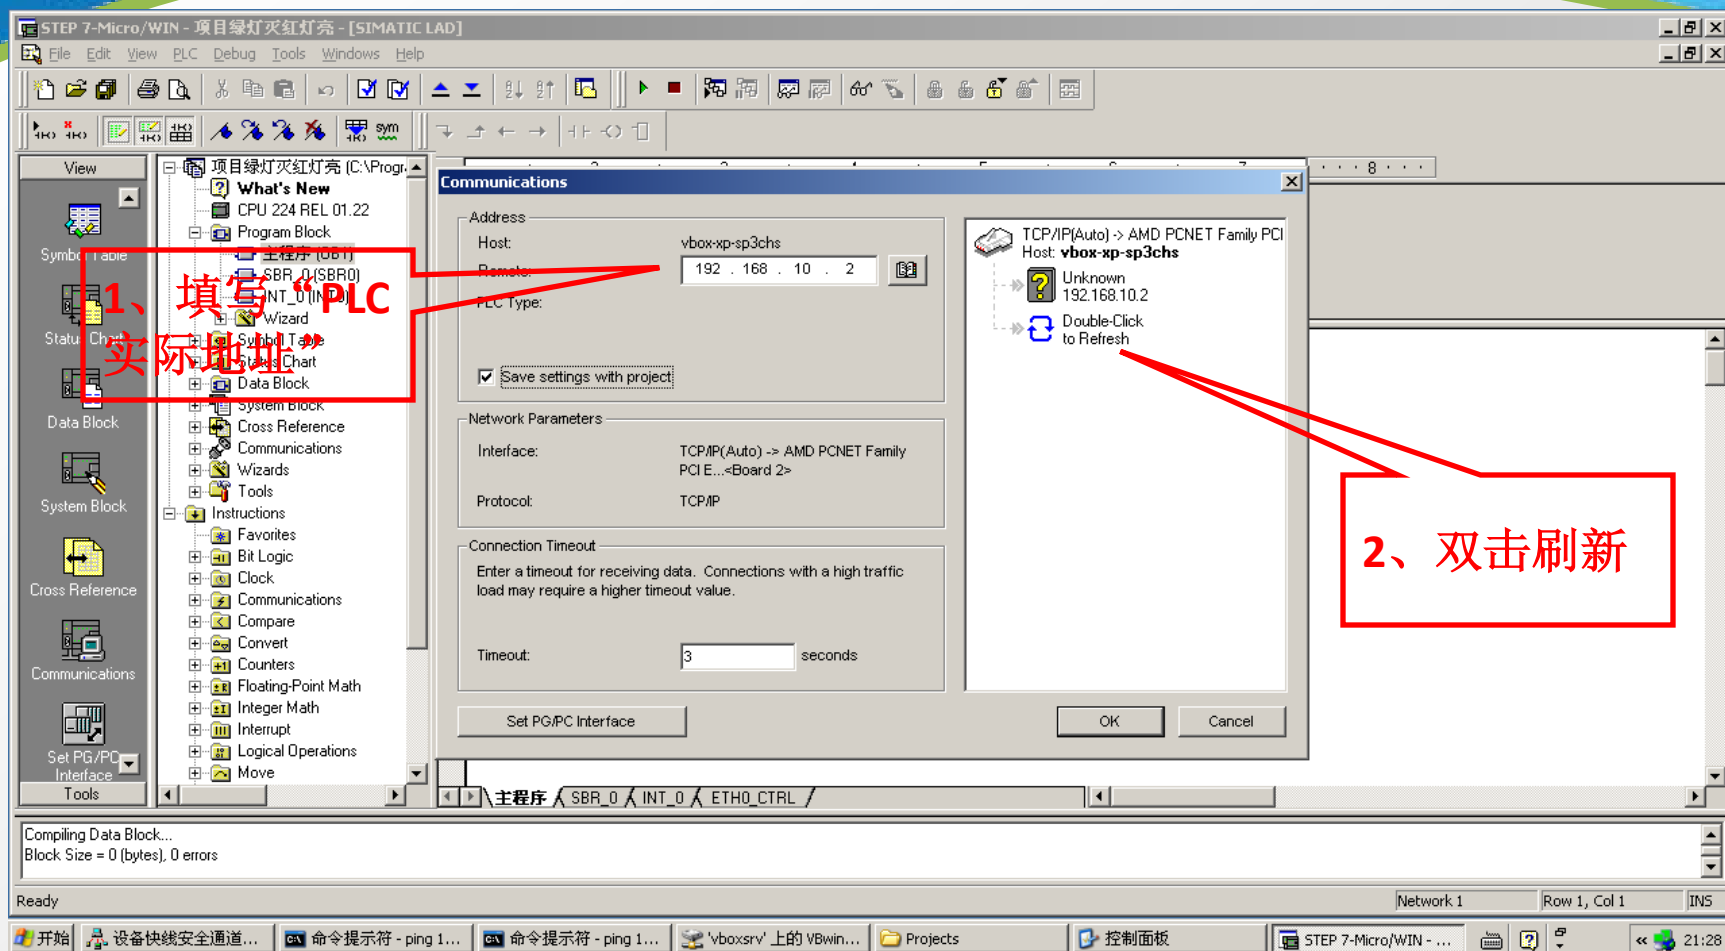 STEP 7-Micro/WIN - 项目绿灯灭红灯亮 - [SIMATIC LAD]
File Edit View PLC Debug Tools Windows Help
View
Symbol Table
Status Chart
Data Block
System Block
Cross Reference
Communications
Set PG/PC
Interface
Tools
项目绿灯灭红灯亮 (C:\Progr
What's New
CPU 224 REL 01.22
Program Block
主程序 (OB1)
SBR_0 (SBR0)
INT_0 (INT0)
Wizard
Symbol Table
Status Chart
Data Block
System Block
Cross Reference
Communications
Wizards
Tools
Instructions
Favorites
Bit Logic
Clock
Communications
Compare
Convert
Counters
Floating-Point Math
Integer Math
Interrupt
Logical Operations
Move
1、填写“PLC
实际地址”
8
Communications
Address
Host: vbox-xp-sp3chs
Remote: 192 . 168 . 10 . 2
PLC Type:
Save settings with project
Network Parameters
Interface: TCP/IP(Auto) -> AMD PCNET Family
PCI E...<Board 2>
Protocol: TCP/IP
Connection Timeout
Enter a timeout for receiving data. Connections with a high traffic
load may require a higher timeout value.
Timeout: 3 seconds
Set PG/PC Interface
OK Cancel
TCP/IP(Auto) -> AMD PCNET Family PCI
Host: vbox-xp-sp3chs
Unknown
192.168.10.2
Double-Click
to Refresh
2、双击刷新
主程序 SBR_0 INT_0 ETH0_CTRL
Compiling Data Block...
Block Size = 0 (bytes), 0 errors
Ready Network 1 Row 1, Col 1 INS
开始 设备快线安全通道... 命令提示符 - ping 1... 命令提示符 - ping 1... 'vboxsrv' 上的 VBwin... Projects 控制面板 STEP 7-Micro/WIN - ... 21:28